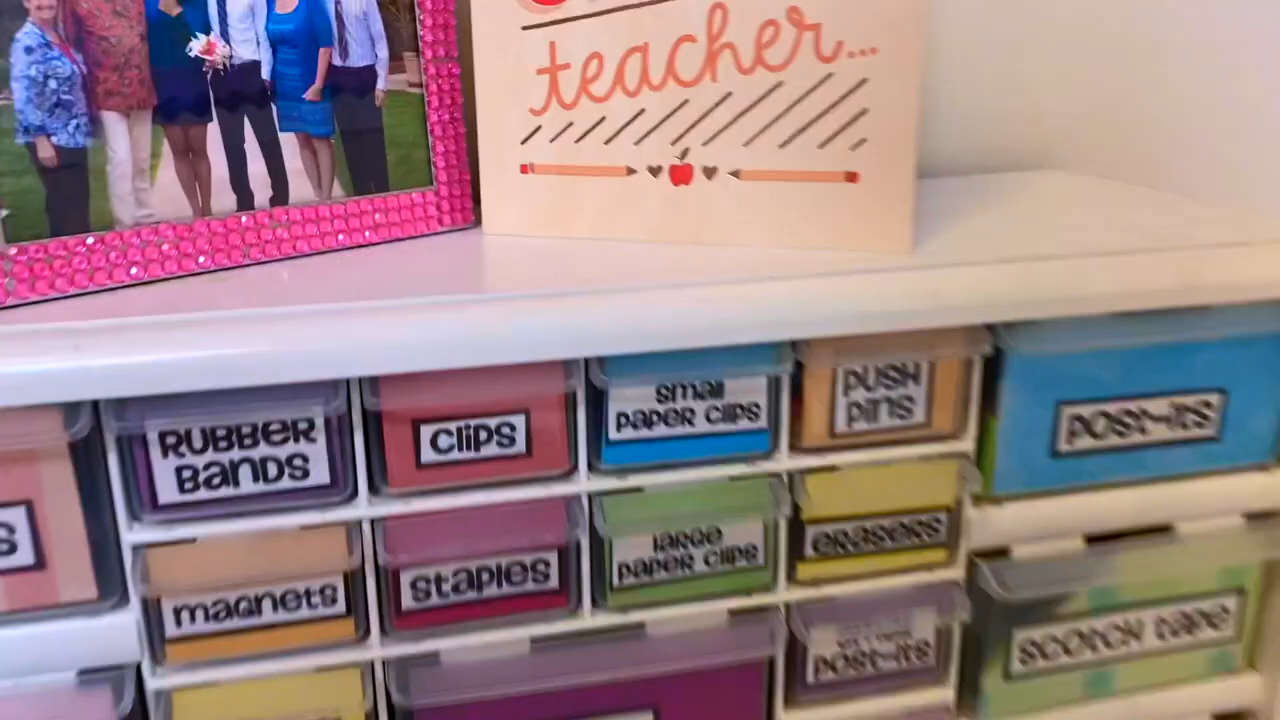 teacher...
RUBBER
BANDS
CLIPS
small
paper clips
PUSH
PINS
POST-ITS
S
magnets
staples
large
paper clips
erasers
POST-ITS
SCOTCH TAPE